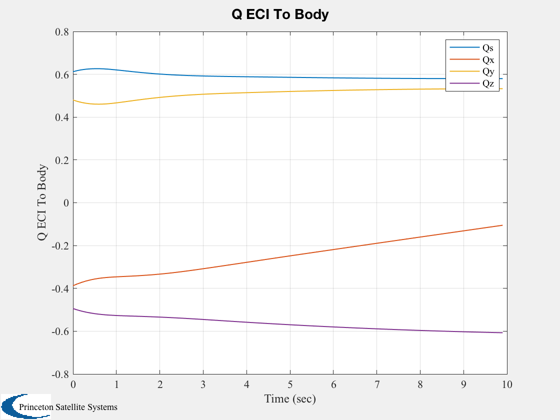 Q ECI To Body
0.8
0.6
0.4
0.2
0
-0.2
-0.4
-0.6
-0.8
Q ECI To Body
Qs
Qx
Qy
Qz
0 1 2 3 4 5 6 7 8 9 10
Time (sec)
Princeton Satellite Systems